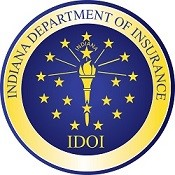 INDIANA DEPARTMENT OF INSURANCE
INDIANA
IDOI